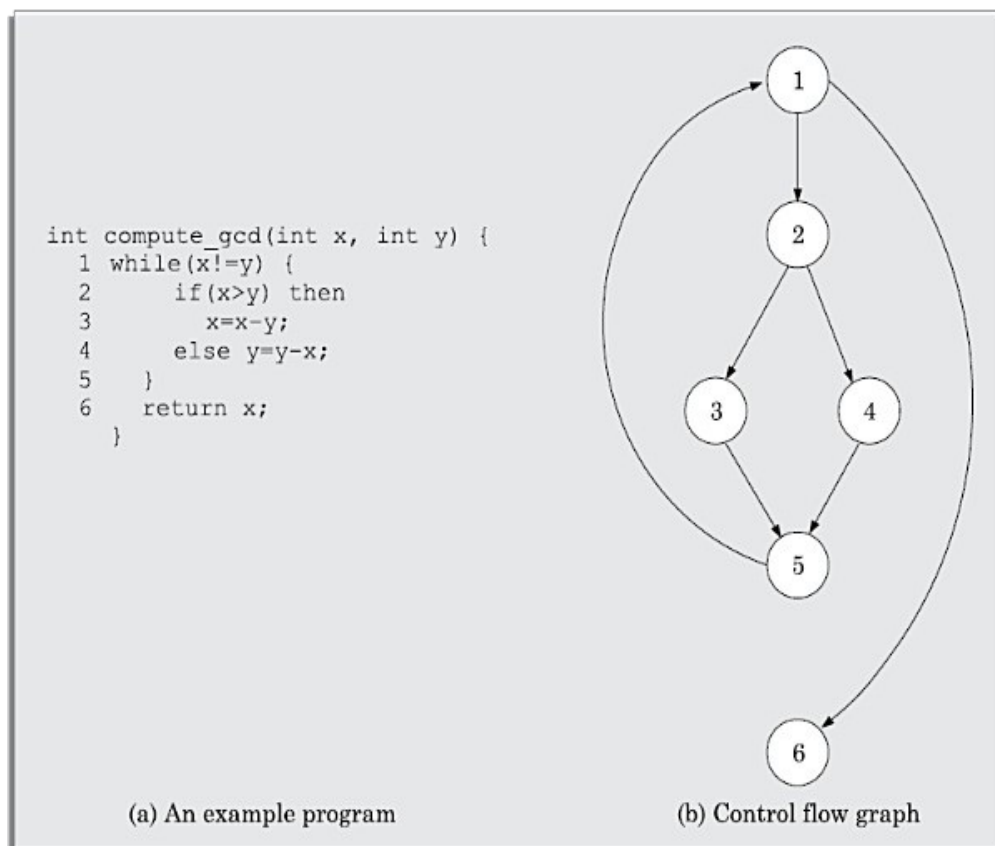 int compute_gcd(int x, int y) {
1 while(x!=y) {
2 if(x>y) then
3 x=x-y;
4 else y=y-x;
5 }
6 return x;
}
1
2
3
4
5
6
(a) An example program
(b) Control flow graph